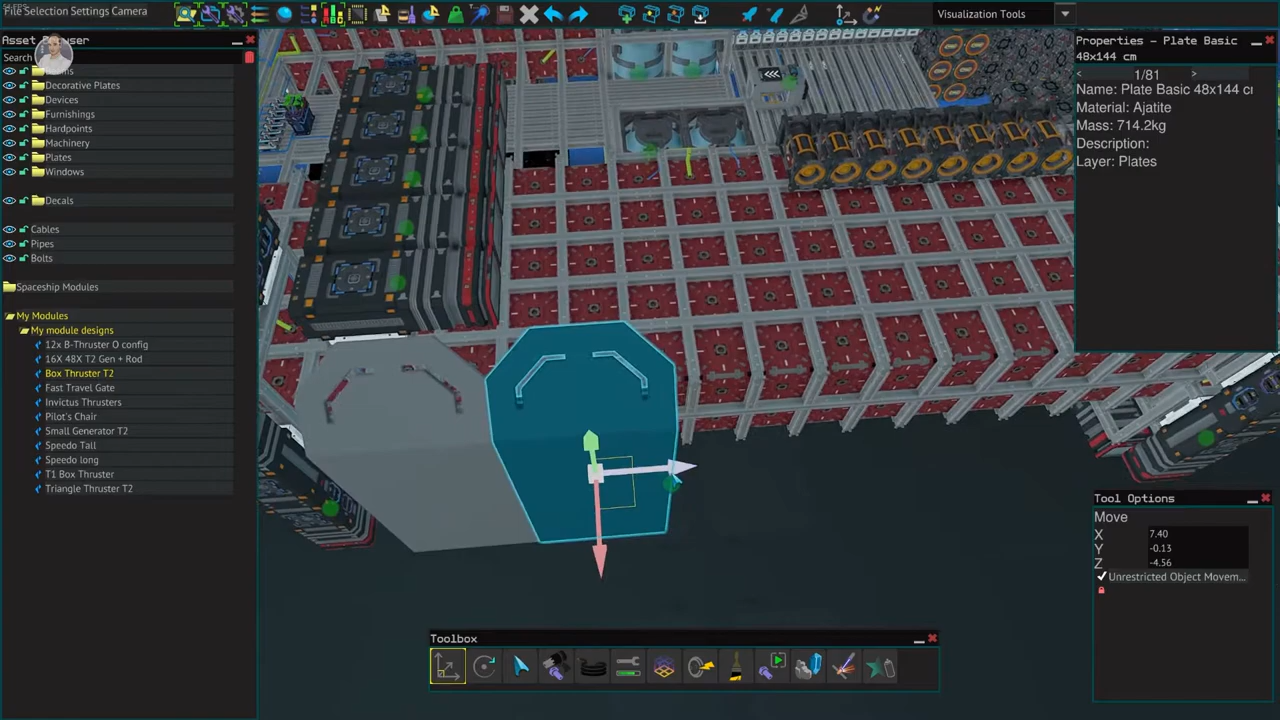 File Selection Settings Camera
Visualization Tools
Asset Browser
Search
Decorative Plates
Devices
Furnishings
Hardpoints
Machinery
Plates
Windows
Decals
Cables
Pipes
Bolts
Spaceship Modules
My Modules
My module designs
12x B-Thruster O config
16X 48X T2 Gen + Rod
Box Thruster T2
Fast Travel Gate
Invictus Thrusters
Pilot's Chair
Small Generator T2
Speedo Tall
Speedo long
T1 Box Thruster
Triangle Thruster T2
Properties - Plate Basic
48x144 cm
< 1/81 >
Name: Plate Basic 48x144 cr
Material: Ajatite
Mass: 714.2kg
Description:
Layer: Plates
Tool Options
Move
X 7.40
Y -0.13
Z -4.56
Unrestricted Object Movem...
Toolbox